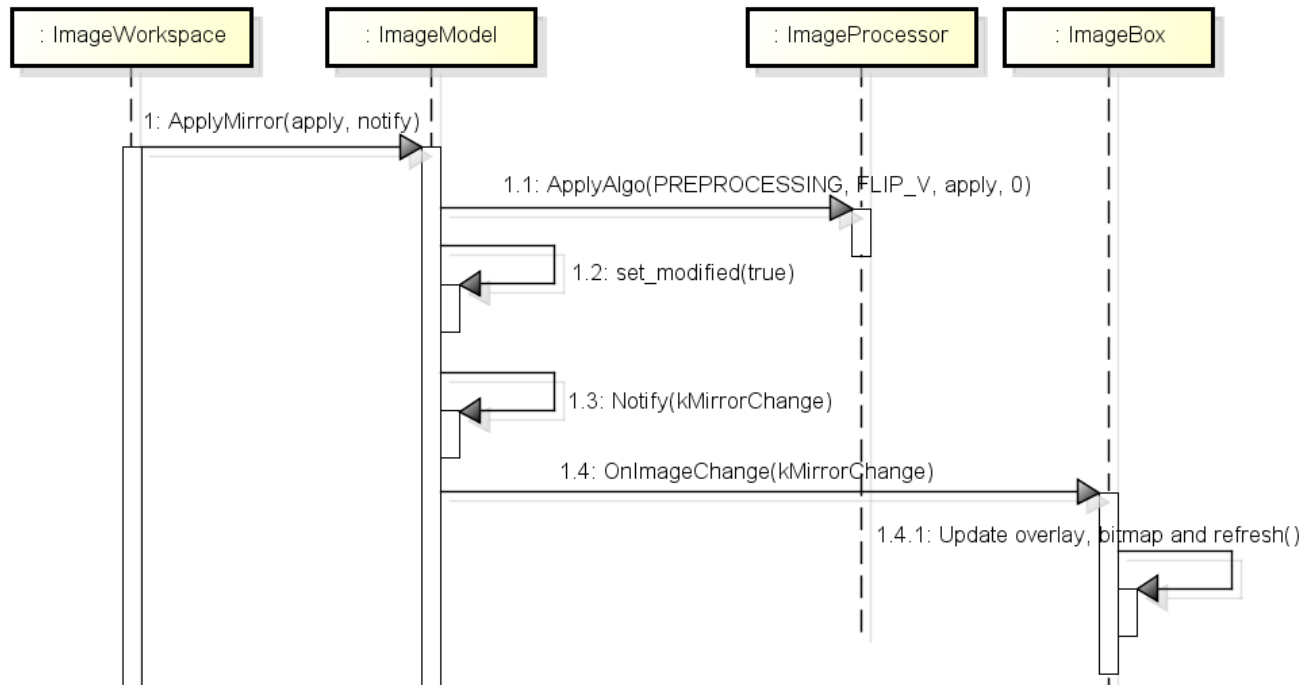 : ImageWorkspace
: ImageModel
: ImageProcessor
: ImageBox
1: ApplyMirror(apply, notify)
1.1: ApplyAlgo(PREPROCESSING, FLIP_V, apply, 0)
1.2: set_modified(true)
1.3: Notify(kMirrorChange)
1.4: OnImageChange(kMirrorChange)
1.4.1: Update overlay, bitmap and refresh()